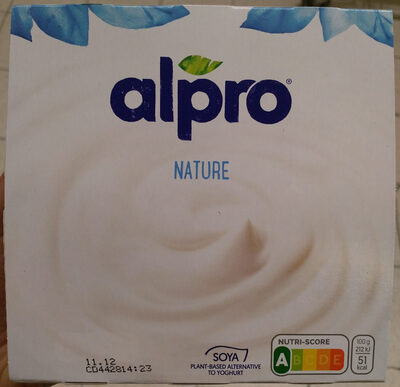 alpro®
NATURE
11.12
CD442814:23
SOYA
PLANT-BASED ALTERNATIVE
TO YOGHURT
NUTRI-SCORE
A B C D E
100g
212 kJ
51
kcal